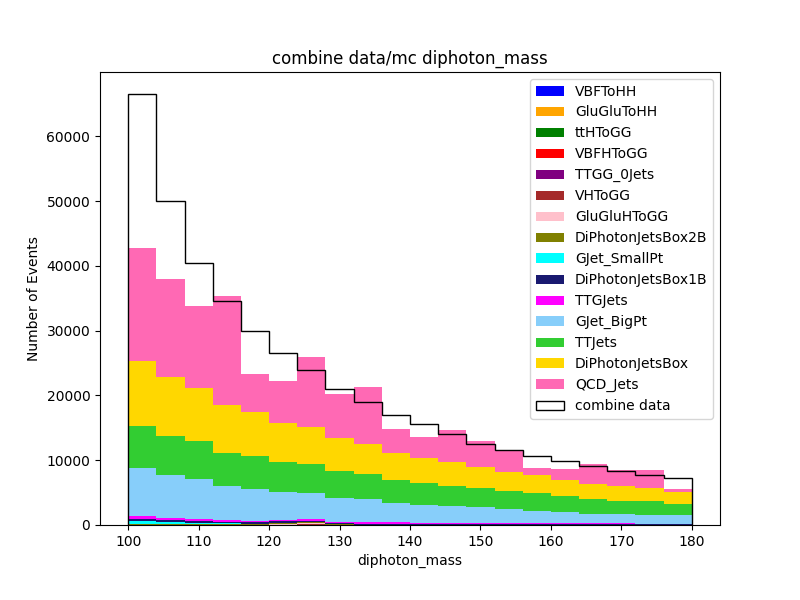 combine data/mc diphoton_mass
VBFToHH
GluGluToHH
ttHToGG
VBFHToGG
TTGG_0Jets
VHToGG
GluGluHToGG
DiPhotonJetsBox2B
GJet_SmallPt
DiPhotonJetsBox1B
TTGJets
GJet_BigPt
TTJets
DiPhotonJetsBox
QCD_Jets
combine data
Number of Events
60000
50000
40000
30000
20000
10000
0
100 110 120 130 140 150 160 170 180
diphoton_mass